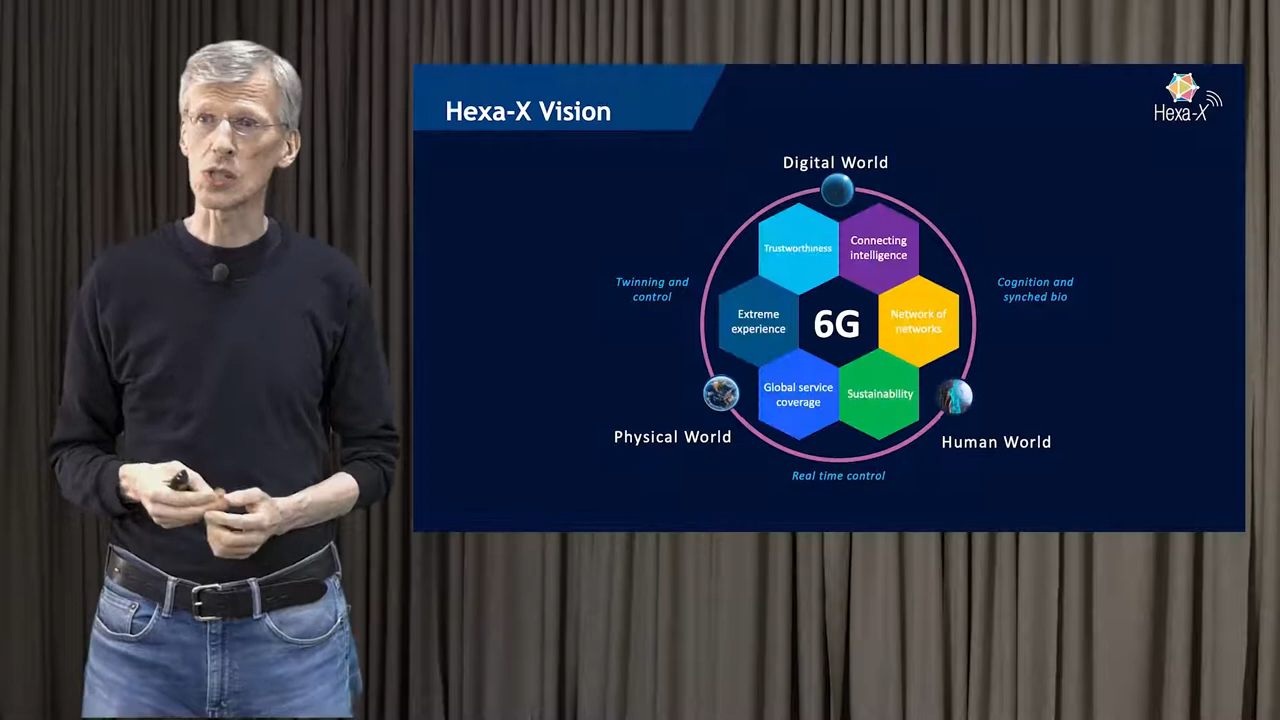 Hexa-X Vision
Hexa-X
Digital World
Trustworthiness
Connecting
intelligence
Twinning and
control
Cognition and
synched bio
Extreme
experience
6G
Network of
networks
Global service
coverage
Sustainability
Physical World
Human World
Real time control